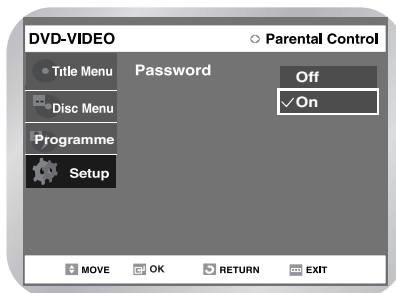 DVD-VIDEO Parental Control
Title Menu
Password
Off
Disc Menu
On
Programme
Setup
MOVE OK RETURN EXIT